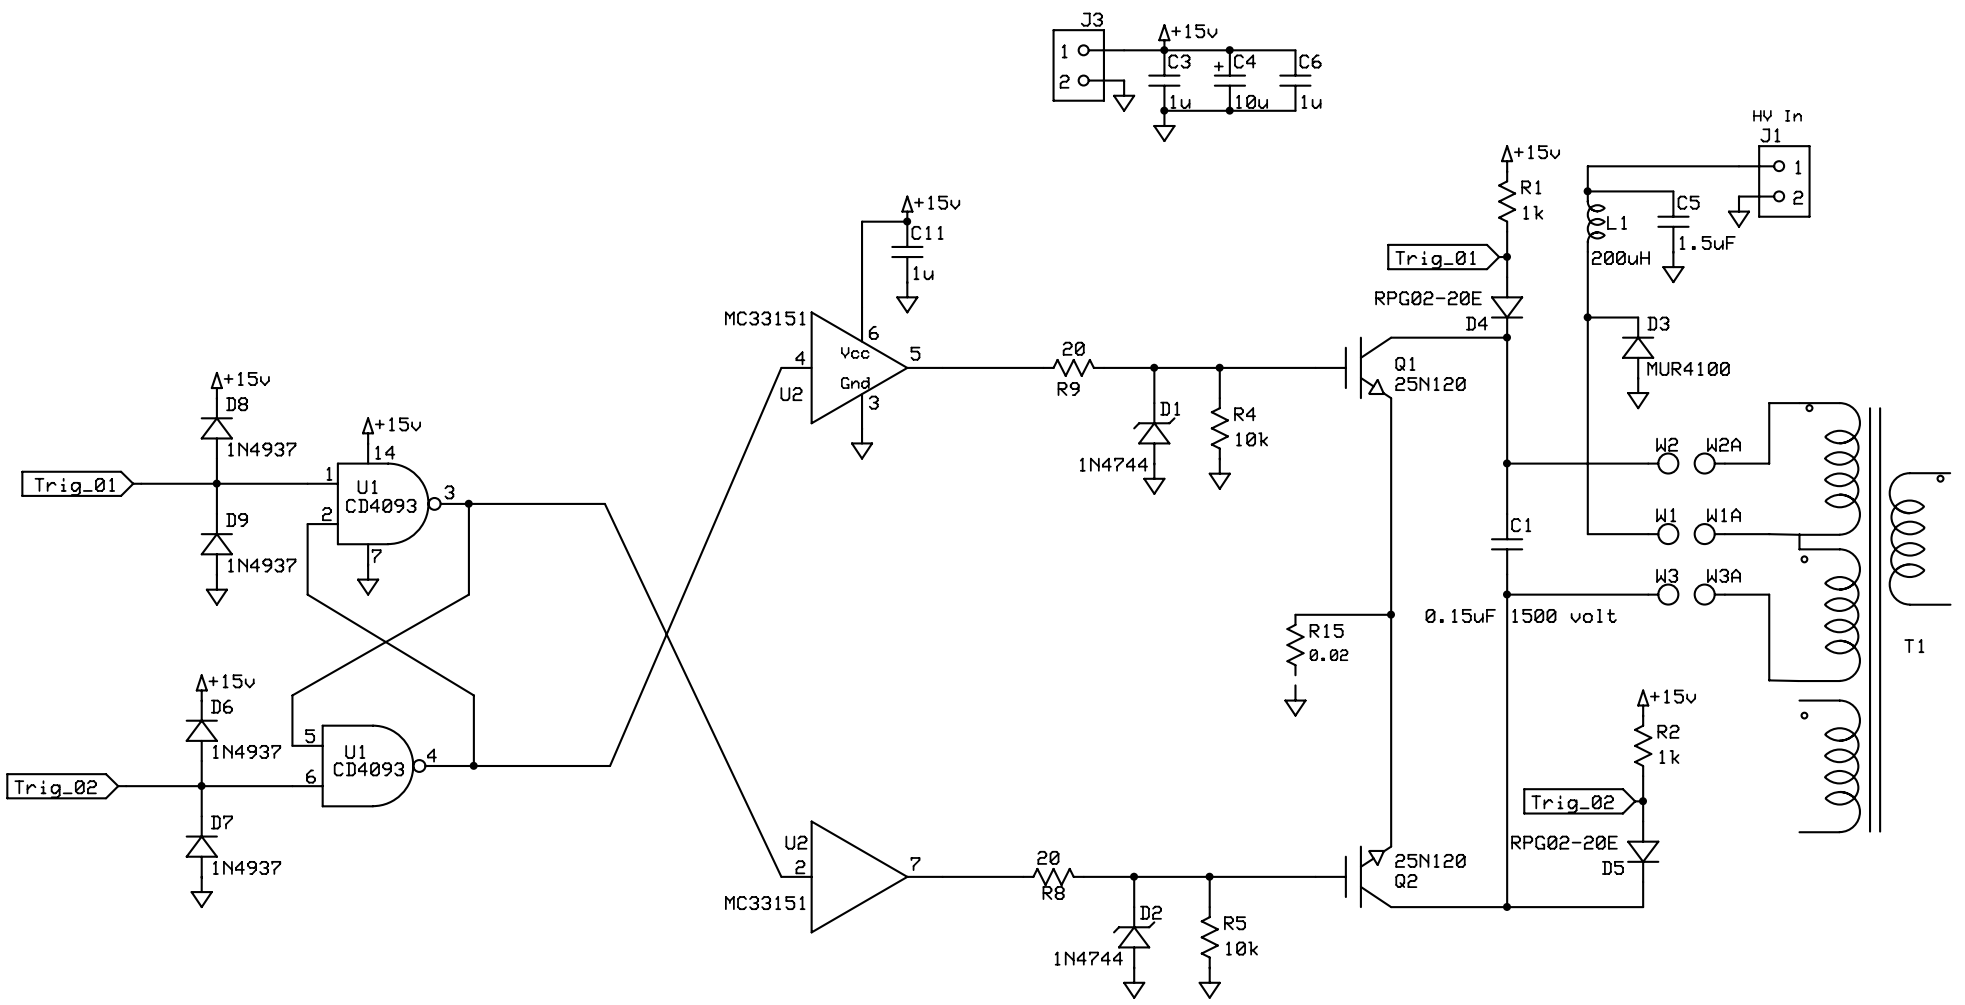 J3
1
2
+15v
C3
1u
+
C4
10u
C6
1u
HV In
J1
1
2
+15v
R1
1k
Trig_01
RPG02-20E
D4
L1
200uH
C5
1.5uF
D3
MUR4100
+15v
C11
1u
MC33151
6
Vcc
4
5
Gnd
U2
3
20
R9
D1
1N4744
R4
10k
Q1
25N120
+15v
D8
1N4937
Trig_01
D9
1N4937
+15v
14
1
U1
CD4093
3
2
7
W2
W2A
W1
W1A
W3
W3A
C1
0.15uF 1500 volt
R15
0.02
T1
+15v
D6
1N4937
Trig_02
D7
1N4937
5
U1
CD4093
4
6
+15v
R2
1k
Trig_02
RPG02-20E
D5
U2
2
7
MC33151
20
R8
D2
1N4744
R5
10k
25N120
Q2